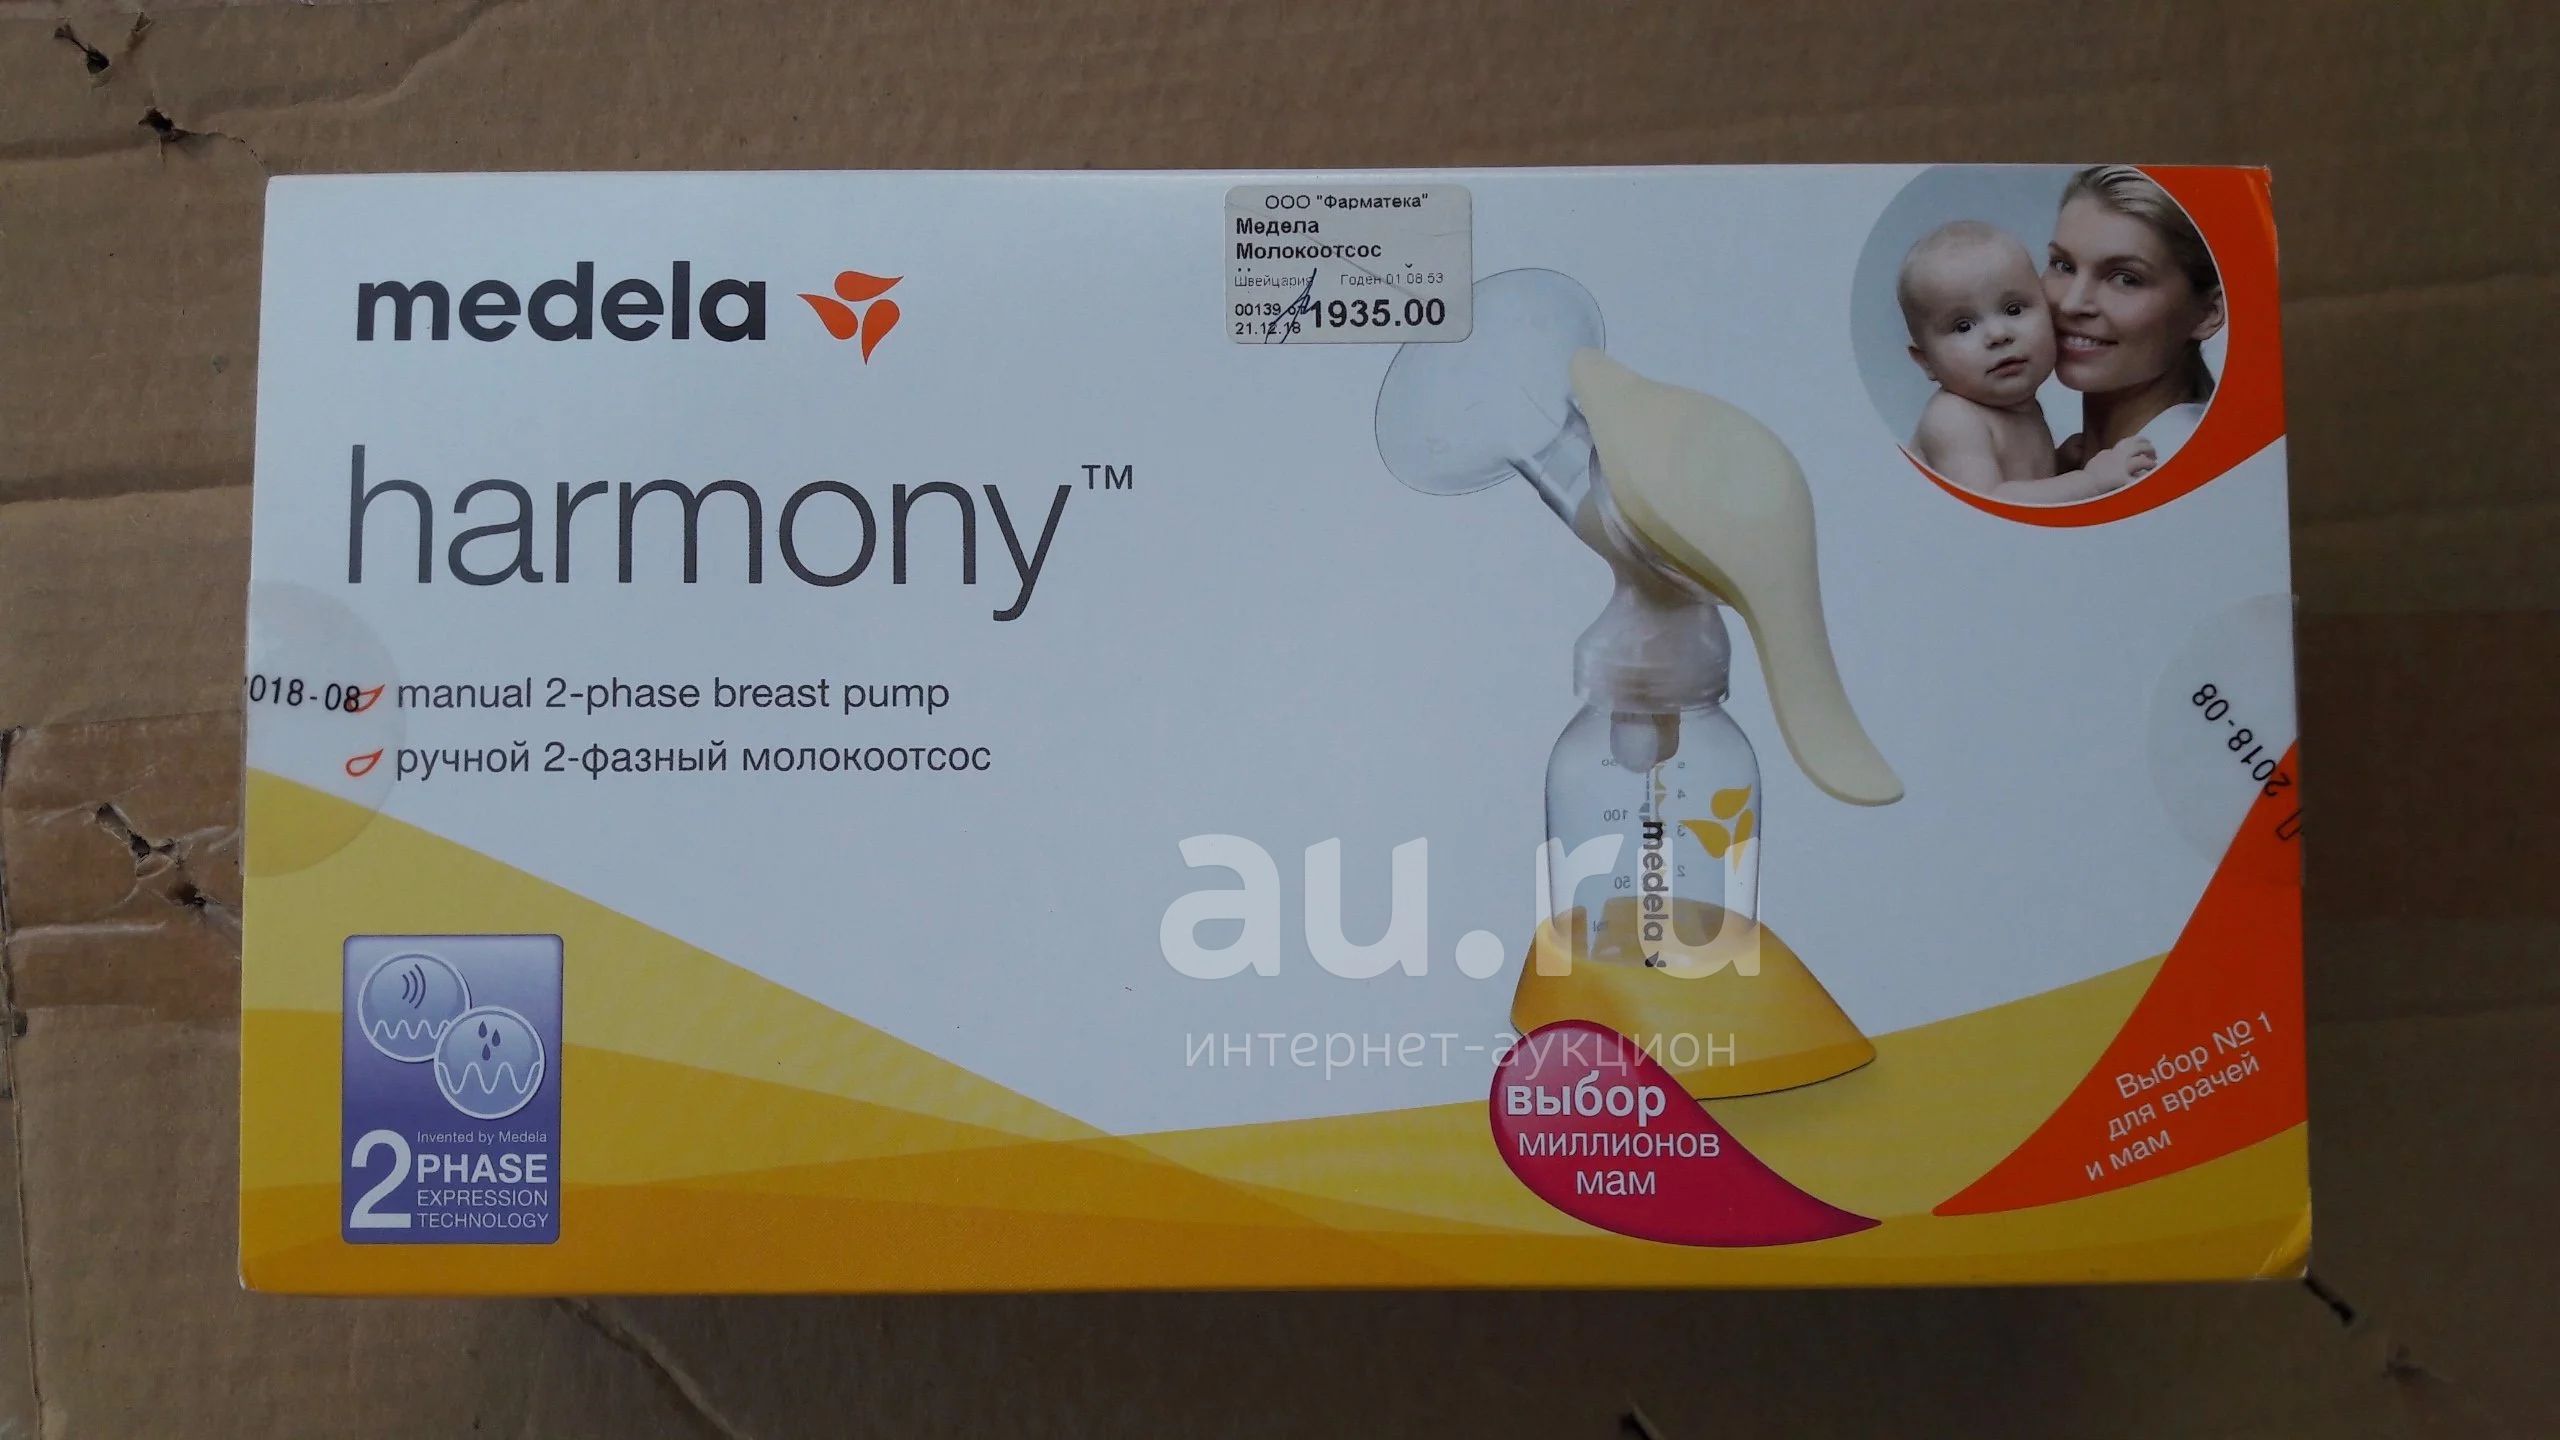 ООО "Фарматека"
Медела
Молокоотсос
Швейцария Годен 01 08 53
00139 от
21.12.18 1935.00
medela
harmony™
018-08
manual 2-phase breast pump
ручной 2-фазный молокоотсос
2018-08
100
50
medela
au.ru
интернет-аукцион
выбор
миллионов
мам
Выбор № 1
для врачей
и мам
Invented by Medela
2 PHASE
EXPRESSION
TECHNOLOGY